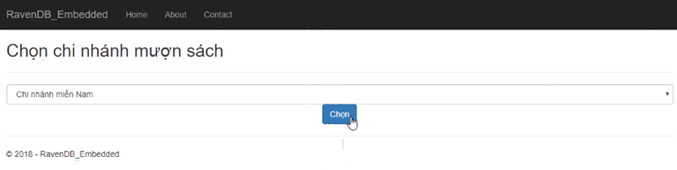 RavenDB_Embedded Home About Contact
Chọn chi nhánh mượn sách
Chi nhánh miền Nam
Chọn
© 2018 - RavenDB_Embedded